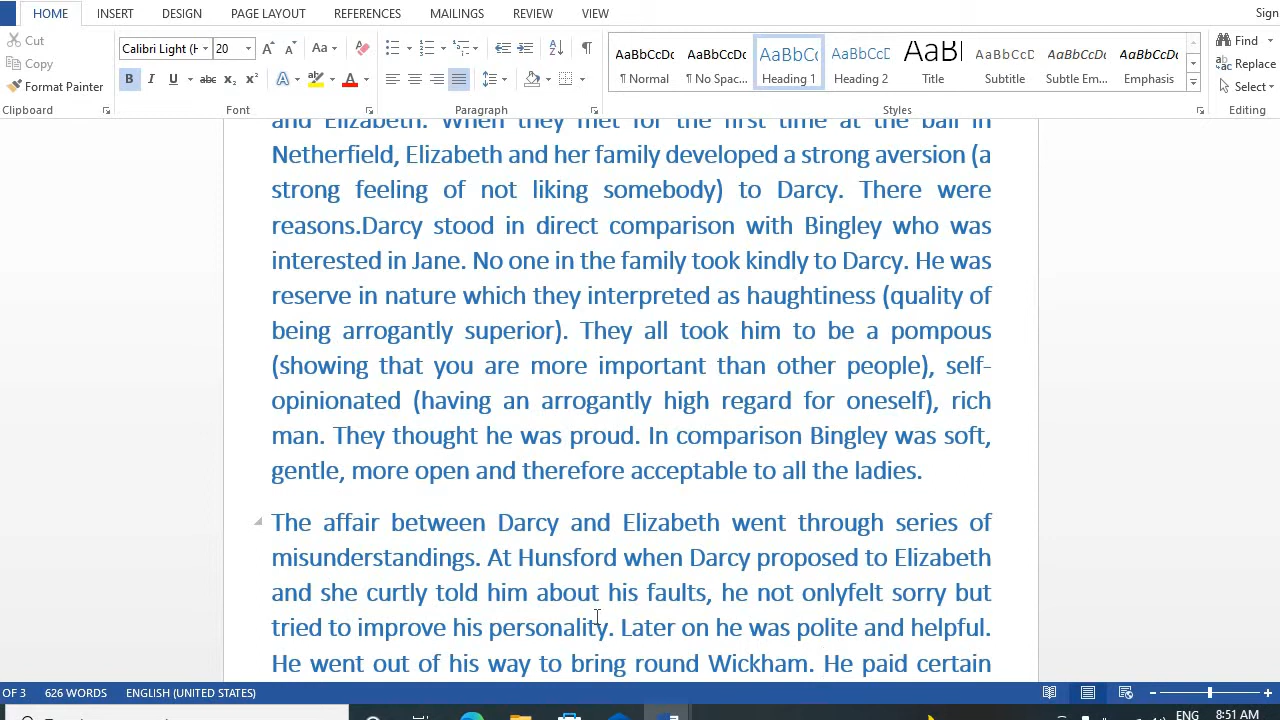 HOME INSERT DESIGN PAGE LAYOUT REFERENCES MAILINGS REVIEW VIEW Sign
Cut
Copy
Format Painter
Clipboard
Calibri Light (H 20
Font
Paragraph
AaBbCcDc AaBbCcDc AaBbCc AaBbCcD AaBl AaBbCcD AaBbCcDc AaBbCcDc
¶ Normal ¶ No Spac... Heading 1 Heading 2 Title Subtitle Subtle Em... Emphasis
Styles
Find
Replace
Select
Editing
and Elizabeth. When they met for the first time at the ball in
Netherfield, Elizabeth and her family developed a strong aversion (a
strong feeling of not liking somebody) to Darcy. There were
reasons.Darcy stood in direct comparison with Bingley who was
interested in Jane. No one in the family took kindly to Darcy. He was
reserve in nature which they interpreted as haughtiness (quality of
being arrogantly superior). They all took him to be a pompous
(showing that you are more important than other people), self-
opinionated (having an arrogantly high regard for oneself), rich
man. They thought he was proud. In comparison Bingley was soft,
gentle, more open and therefore acceptable to all the ladies.
The affair between Darcy and Elizabeth went through series of
misunderstandings. At Hunsford when Darcy proposed to Elizabeth
and she curtly told him about his faults, he not onlyfelt sorry but
tried to improve his personality. Later on he was polite and helpful.
He went out of his way to bring round Wickham. He paid certain
OF 3 626 WORDS ENGLISH (UNITED STATES)
ENG 8:51 AM